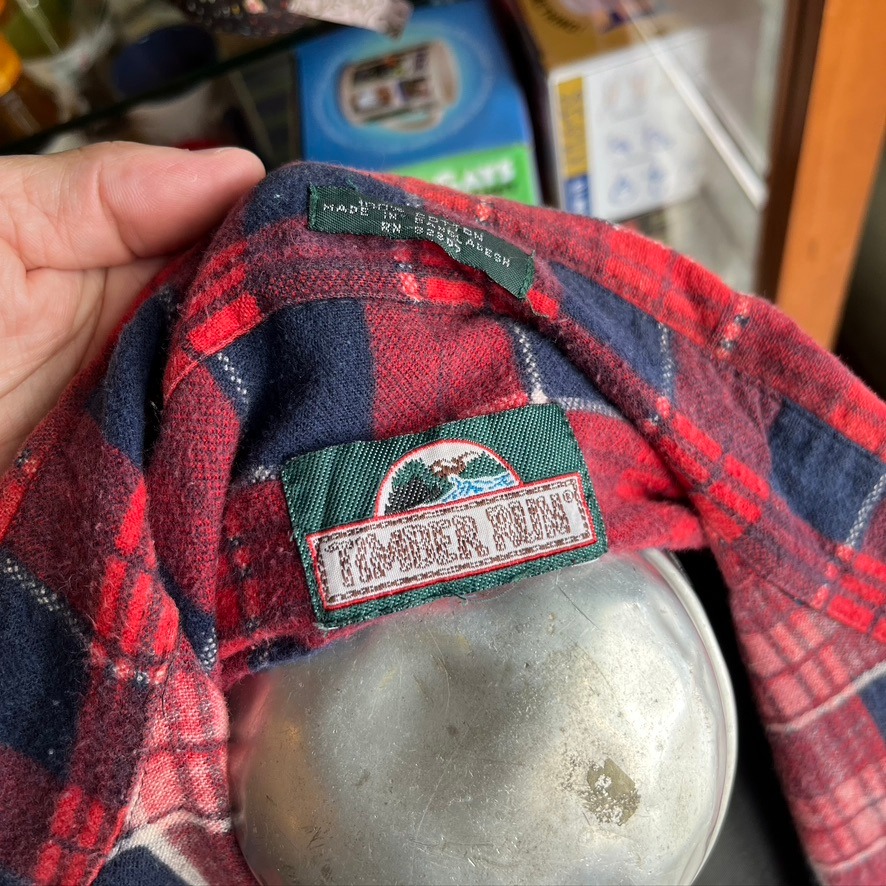 100% COTTON
MADE IN BANGLADESH
TIMBER RUN®